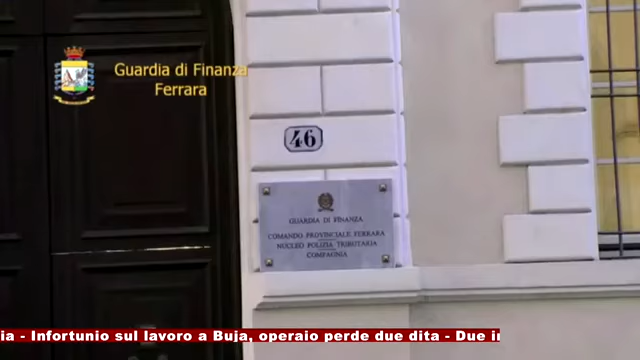 Guardia di Finanza
Ferrara
46
GUARDIA DI FINANZA
COMANDO PROVINCIALE FERRARA
NUCLEO POLIZIA TRIBUTARIA
COMPAGNIA
ia - Infortunio sul lavoro a Buja, operaio perde due dita - Due i